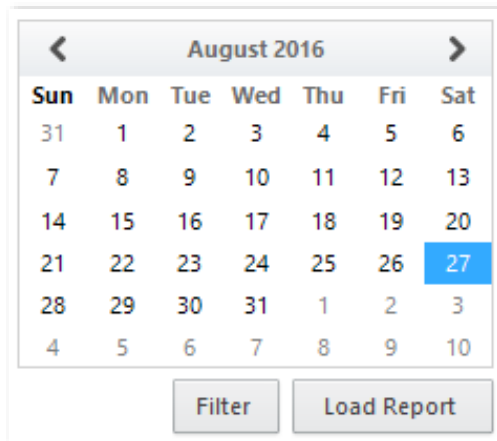 August 2016
Sun Mon Tue Wed Thu Fri Sat
31 1 2 3 4 5 6
7 8 9 10 11 12 13
14 15 16 17 18 19 20
21 22 23 24 25 26 27
28 29 30 31 1 2 3
4 5 6 7 8 9 10
Filter Load Report